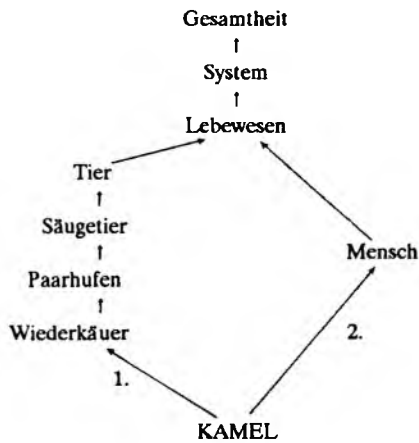 Gesamtheit
↑
System
↑
Lebewesen
Tier
↑
Säugetier
↑
Paarhufen
↑
Wiederkäuer
Mensch
1.
2.
KAMEL